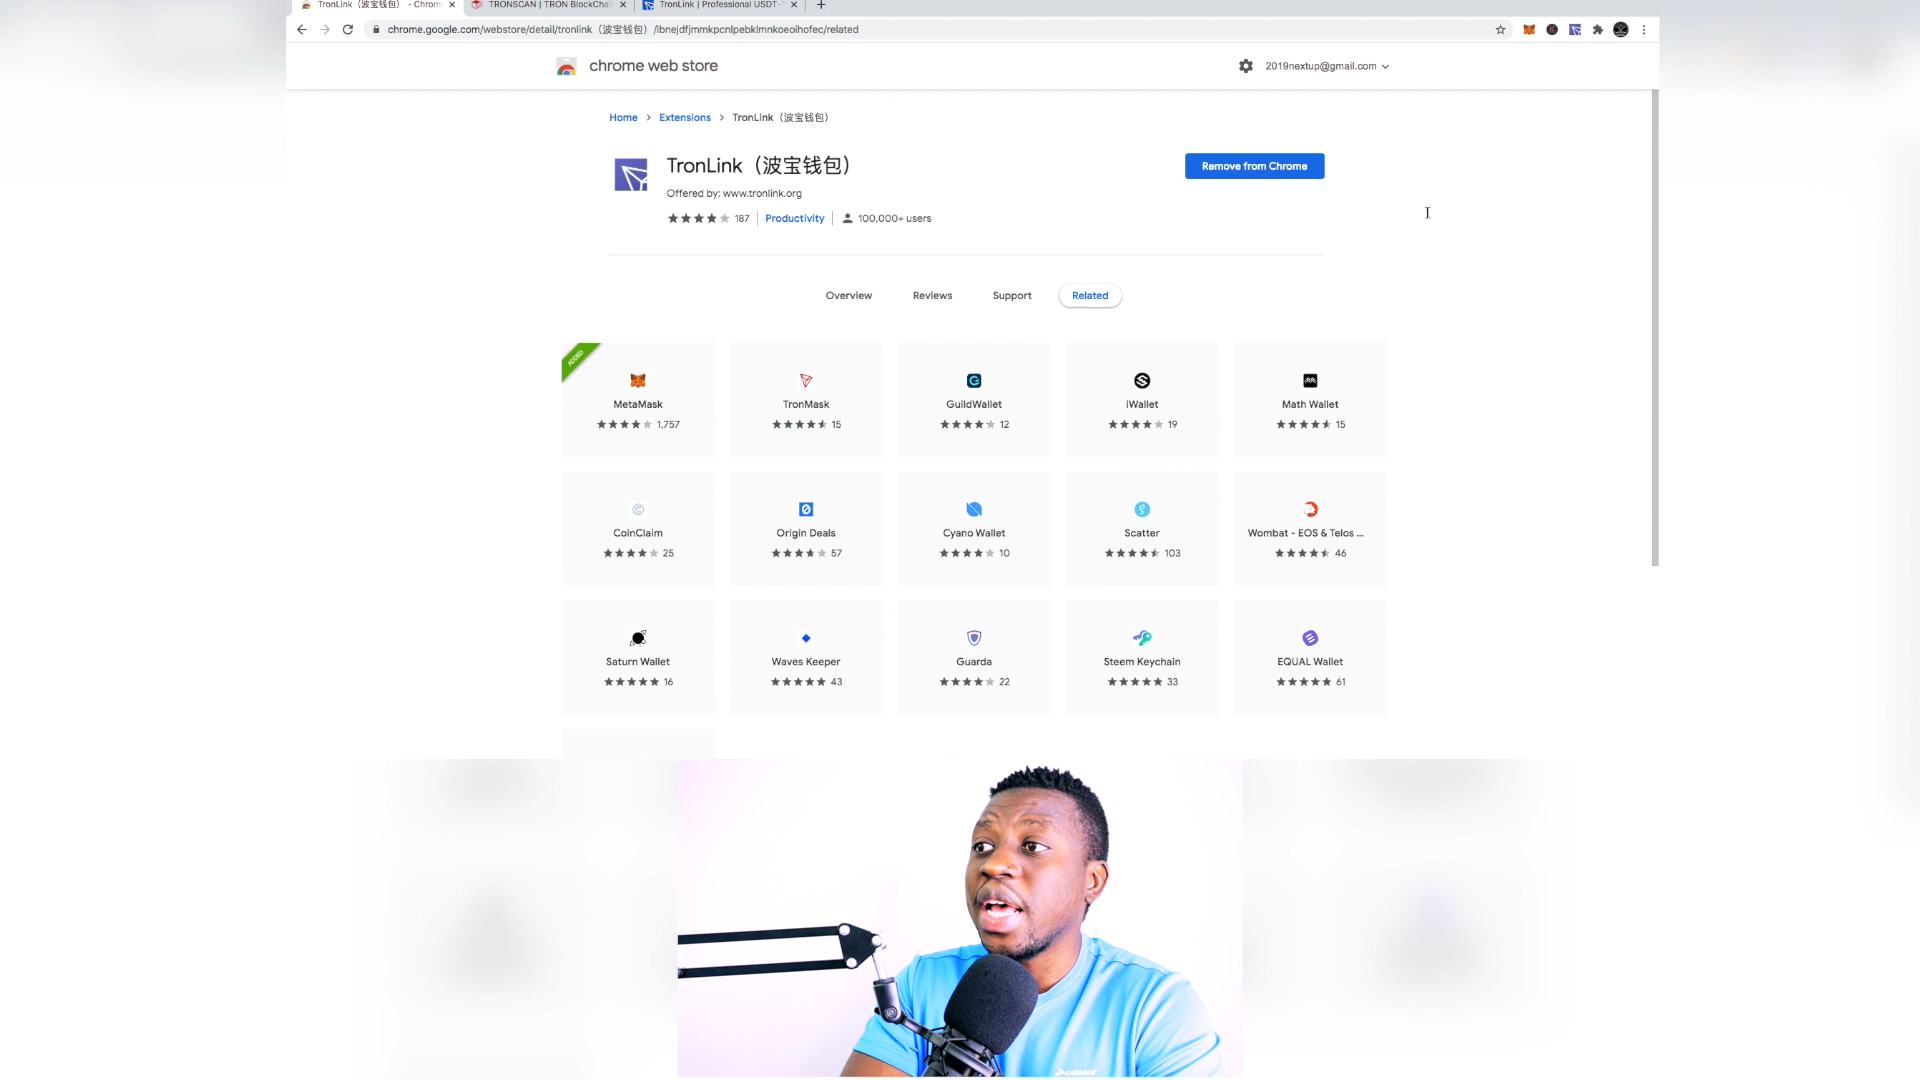 TronLink（波宝钱包） - Chrom
TRONSCAN | TRON BlockChain
TronLink | Professional USDT-
chrome.google.com/webstore/detail/tronlink（波宝钱包）/ibnejdfjmmkpcnlpebklmnkoeoihofec/related
chrome web store
2019nextup@gmail.com
Home > Extensions > TronLink（波宝钱包）
TronLink（波宝钱包）
Remove from Chrome
Offered by: www.tronlink.org
187 Productivity 100,000+ users
Overview Reviews Support Related
ADDED
MetaMask TronMask GuildWallet iWallet Math Wallet
1,757 15 12 19 15
CoinClaim Origin Deals Cyano Wallet Scatter Wombat - EOS & Telos ...
25 57 10 103 46
Saturn Wallet Waves Keeper Guarda Steem Keychain EQUAL Wallet
16 43 22 33 61